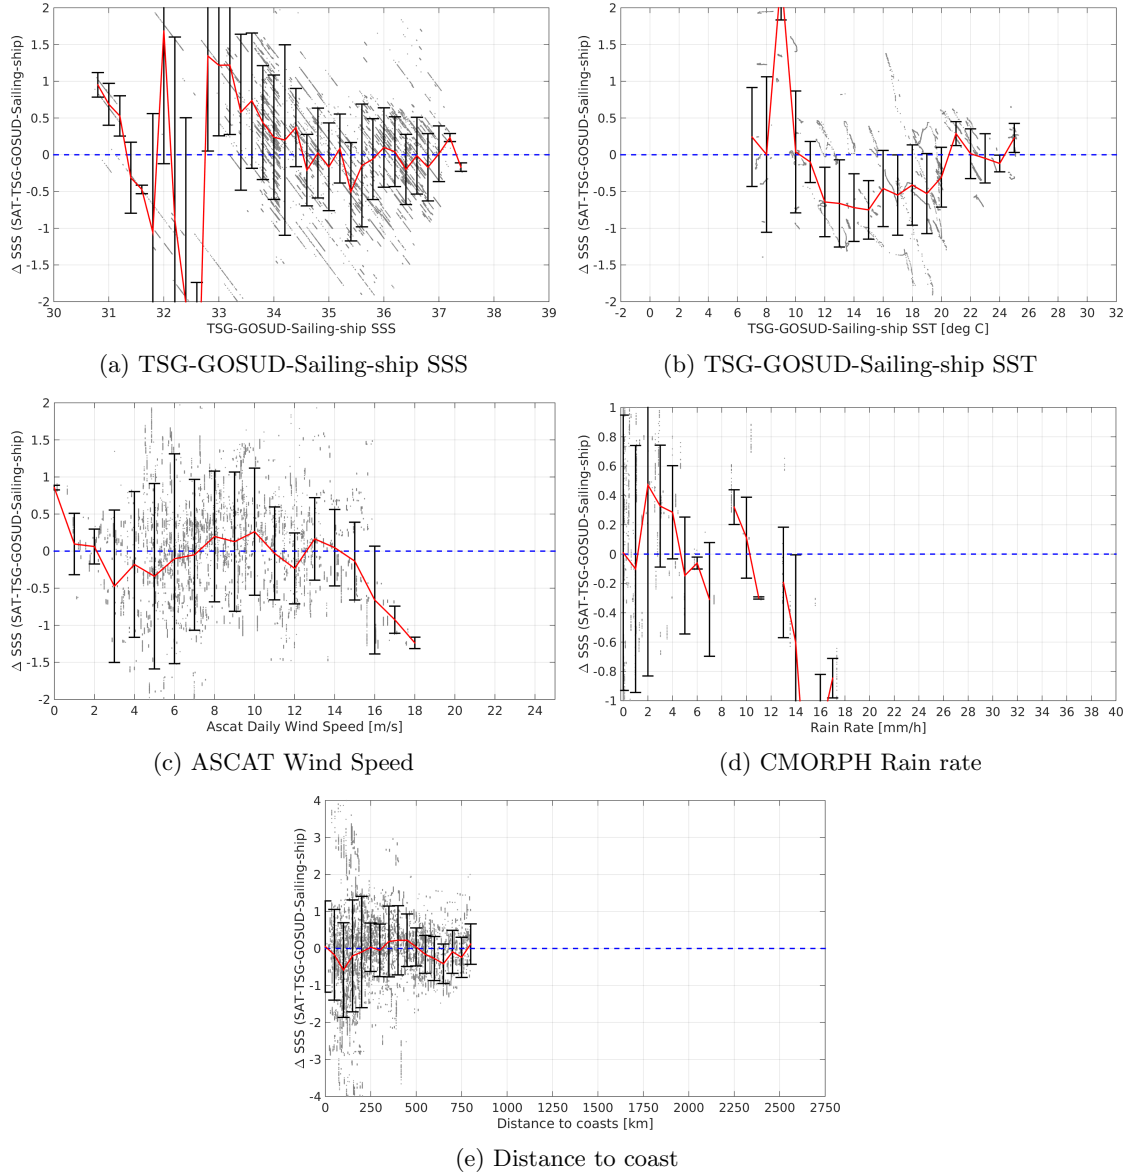 2
1.5
1
0.5
0
-0.5
-1
-1.5
-2
Δ SSS (SAT-TSG-GOSUD-Sailing-ship)
30 31 32 33 34 35 36 37 38 39
TSG-GOSUD-Sailing-ship SSS
(a) TSG-GOSUD-Sailing-ship SSS
2
1.5
1
0.5
0
-0.5
-1
-1.5
-2
Δ SSS (SAT-TSG-GOSUD-Sailing-ship)
-2 0 2 4 6 8 10 12 14 16 18 20 22 24 26 28 30 32
TSG-GOSUD-Sailing-ship SST [deg C]
(b) TSG-GOSUD-Sailing-ship SST
2
1.5
1
0.5
0
-0.5
-1
-1.5
-2
Δ SSS (SAT-TSG-GOSUD-Sailing-ship)
0 2 4 6 8 10 12 14 16 18 20 22 24
Ascat Daily Wind Speed [m/s]
(c) ASCAT Wind Speed
1
0.8
0.6
0.4
0.2
0
-0.2
-0.4
-0.6
-0.8
-1
Δ SSS (SAT-TSG-GOSUD-Sailing-ship)
0 2 4 6 8 10 12 14 16 18 20 22 24 26 28 30 32 34 36 38 40
Rain Rate [mm/h]
(d) CMORPH Rain rate
4
3
2
1
0
-1
-2
-3
-4
Δ SSS (SAT-TSG-GOSUD-Sailing-ship)
0 250 500 750 1000 1250 1500 1750 2000 2250 2500 2750
Distance to coasts [km]
(e) Distance to coast